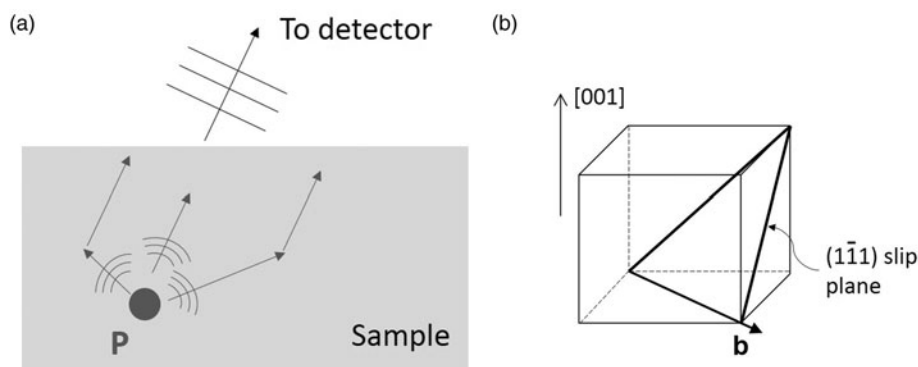 (a)
To detector
P
Sample
(b)
[001]
(11̄1) slip
plane
b